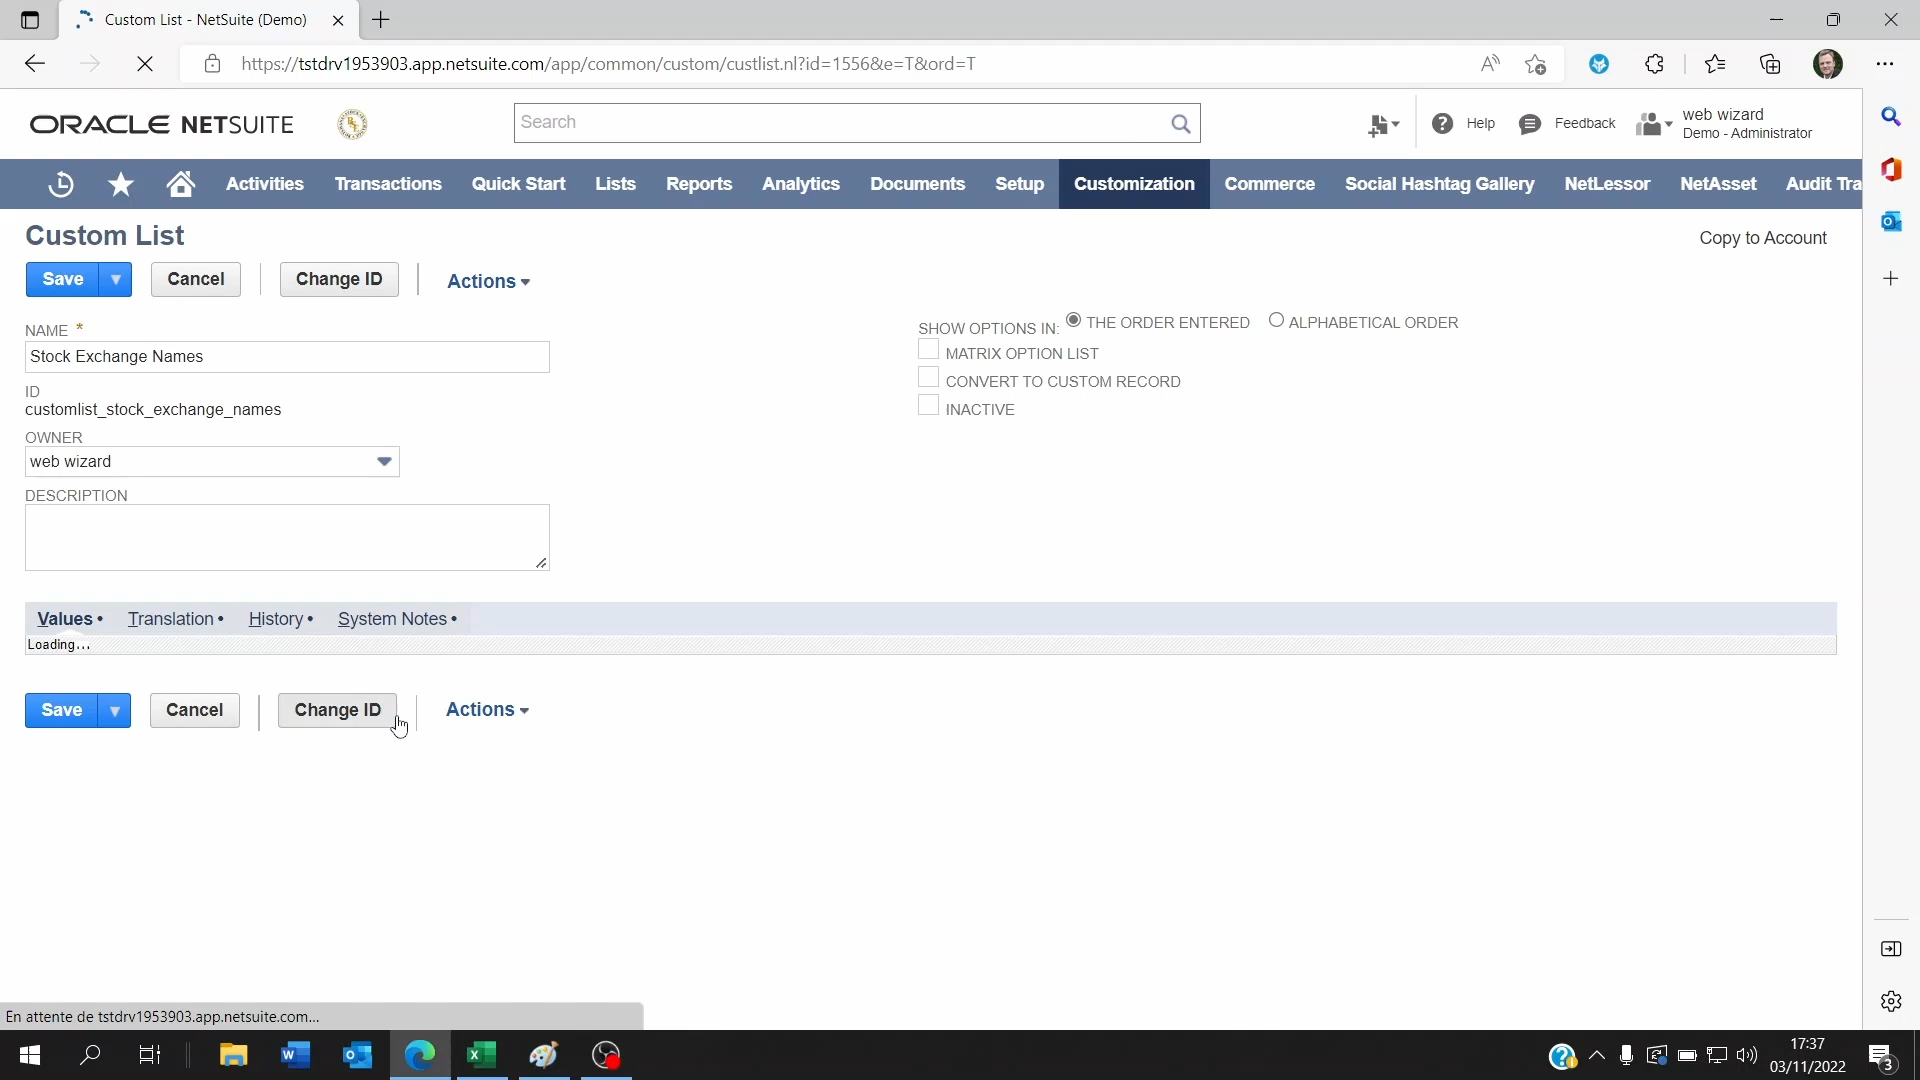 Custom List - NetSuite (Demo)
https://tstdrv1953903.app.netsuite.com/app/common/custom/custlist.nl?id=1556&e=T&ord=T
ORACLE NETSUITE
Search
Help
Feedback
web wizard
Demo - Administrator
Activities Transactions Quick Start Lists Reports Analytics Documents Setup Customization Commerce Social Hashtag Gallery NetLessor NetAsset Audit Tra
Custom List
Copy to Account
Save Cancel Change ID Actions
NAME *
Stock Exchange Names
ID
customlist_stock_exchange_names
OWNER
web wizard
DESCRIPTION
SHOW OPTIONS IN: THE ORDER ENTERED ALPHABETICAL ORDER
MATRIX OPTION LIST
CONVERT TO CUSTOM RECORD
INACTIVE
Values • Translation • History • System Notes •
Loading...
Save Cancel Change ID Actions
En attente de tstdrv1953903.app.netsuite.com...
17:37
03/11/2022
3